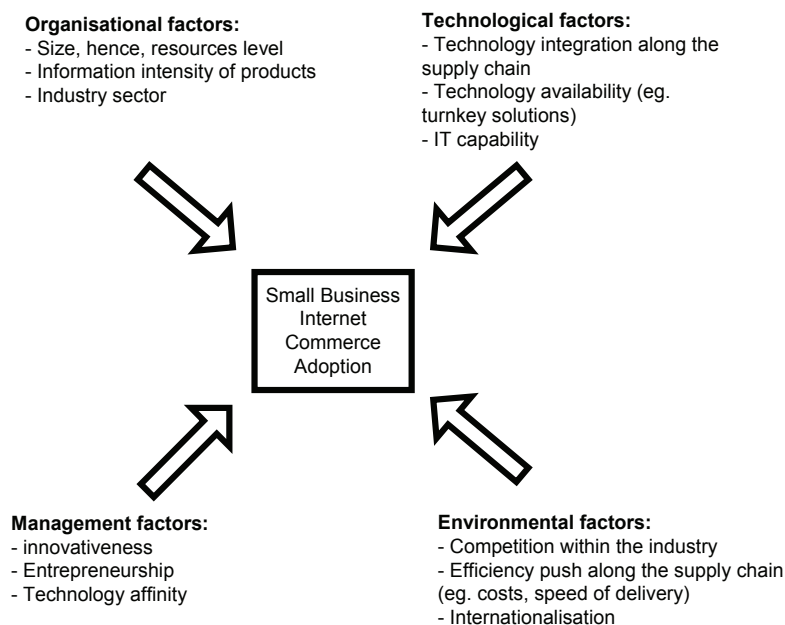 Organisational factors:
- Size, hence, resources level
- Information intensity of products
- Industry sector
Technological factors:
- Technology integration along the
supply chain
- Technology availability (eg.
turnkey solutions)
- IT capability
Small Business
Internet
Commerce
Adoption
Management factors:
- innovativeness
- Entrepreneurship
- Technology affinity
Environmental factors:
- Competition within the industry
- Efficiency push along the supply chain
(eg. costs, speed of delivery)
- Internationalisation